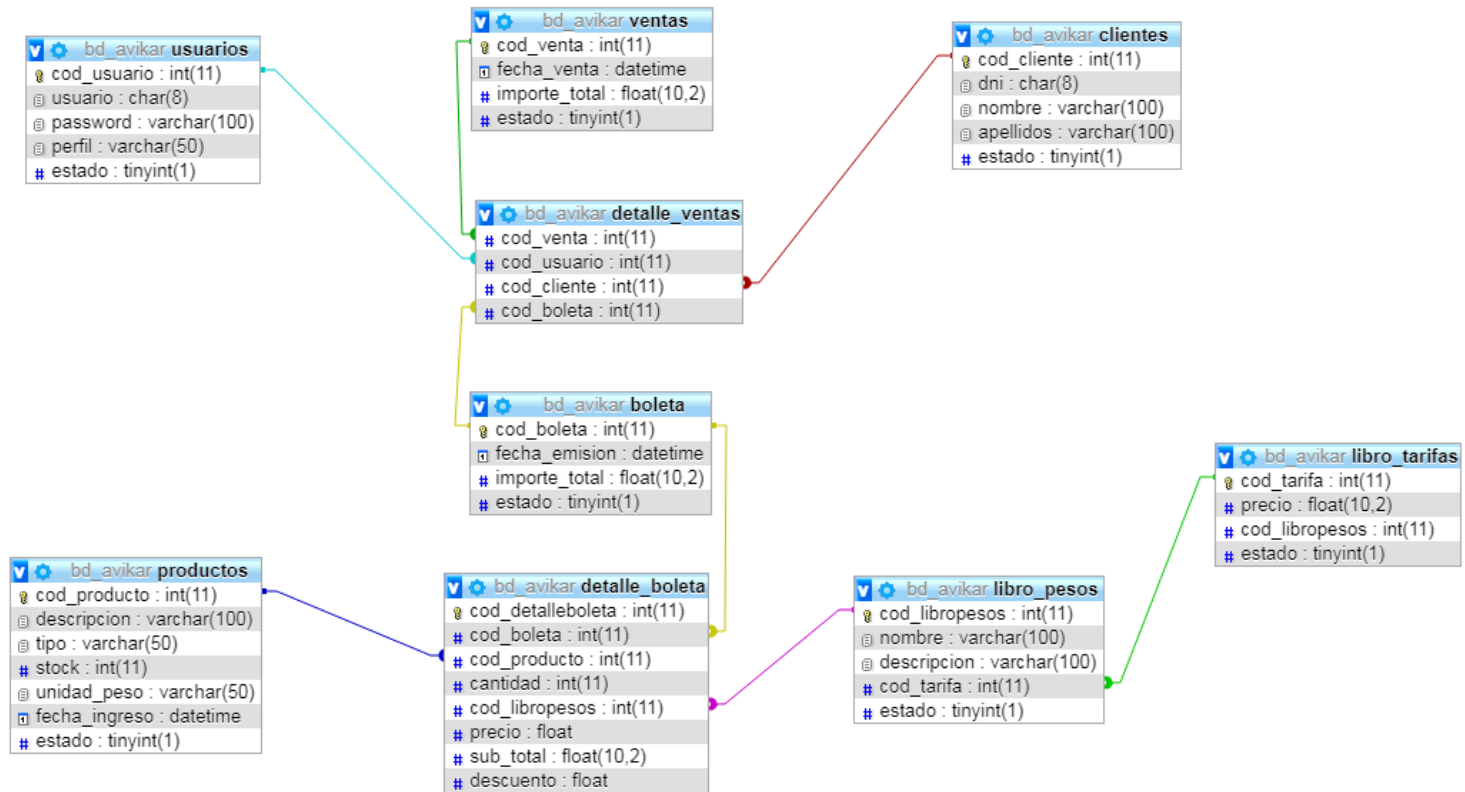 bd_avikar usuarios
cod_usuario : int(11)
usuario : char(8)
password : varchar(100)
perfil : varchar(50)
estado : tinyint(1)
bd_avikar ventas
cod_venta : int(11)
fecha_venta : datetime
importe_total : float(10,2)
estado : tinyint(1)
bd_avikar clientes
cod_cliente : int(11)
dni : char(8)
nombre : varchar(100)
apellidos : varchar(100)
estado : tinyint(1)
bd_avikar detalle_ventas
cod_venta : int(11)
cod_usuario : int(11)
cod_cliente : int(11)
cod_boleta : int(11)
bd_avikar boleta
cod_boleta : int(11)
fecha_emision : datetime
importe_total : float(10,2)
estado : tinyint(1)
bd_avikar libro_tarifas
cod_tarifa : int(11)
precio : float(10,2)
cod_libropesos : int(11)
estado : tinyint(1)
bd_avikar productos
cod_producto : int(11)
descripcion : varchar(100)
tipo : varchar(50)
stock : int(11)
unidad_peso : varchar(50)
fecha_ingreso : datetime
estado : tinyint(1)
bd_avikar detalle_boleta
cod_detalleboleta : int(11)
cod_boleta : int(11)
cod_producto : int(11)
cantidad : int(11)
cod_libropesos : int(11)
precio : float
sub_total : float(10,2)
descuento : float
bd_avikar libro_pesos
cod_libropesos : int(11)
nombre : varchar(100)
descripcion : varchar(100)
cod_tarifa : int(11)
estado : tinyint(1)